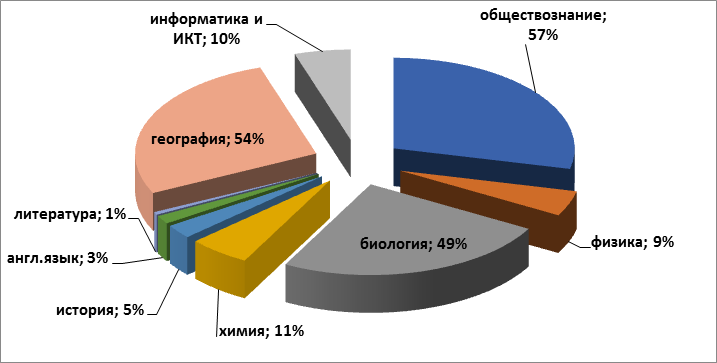 информатика и
ИКТ; 10%
обществознание;
57%
география; 54%
литература; 1%
англ.язык; 3%
история; 5%
химия; 11%
биология; 49%
физика; 9%